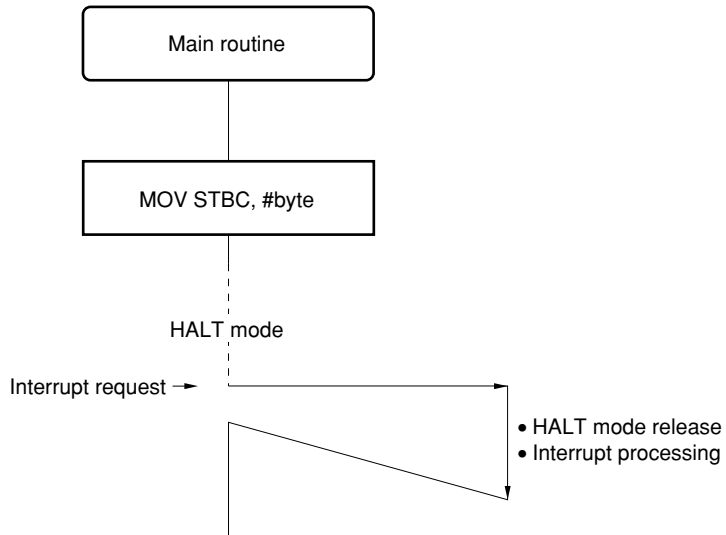 Main routine
MOV STBC, #byte
HALT mode
Interrupt request
• HALT mode release
• Interrupt processing